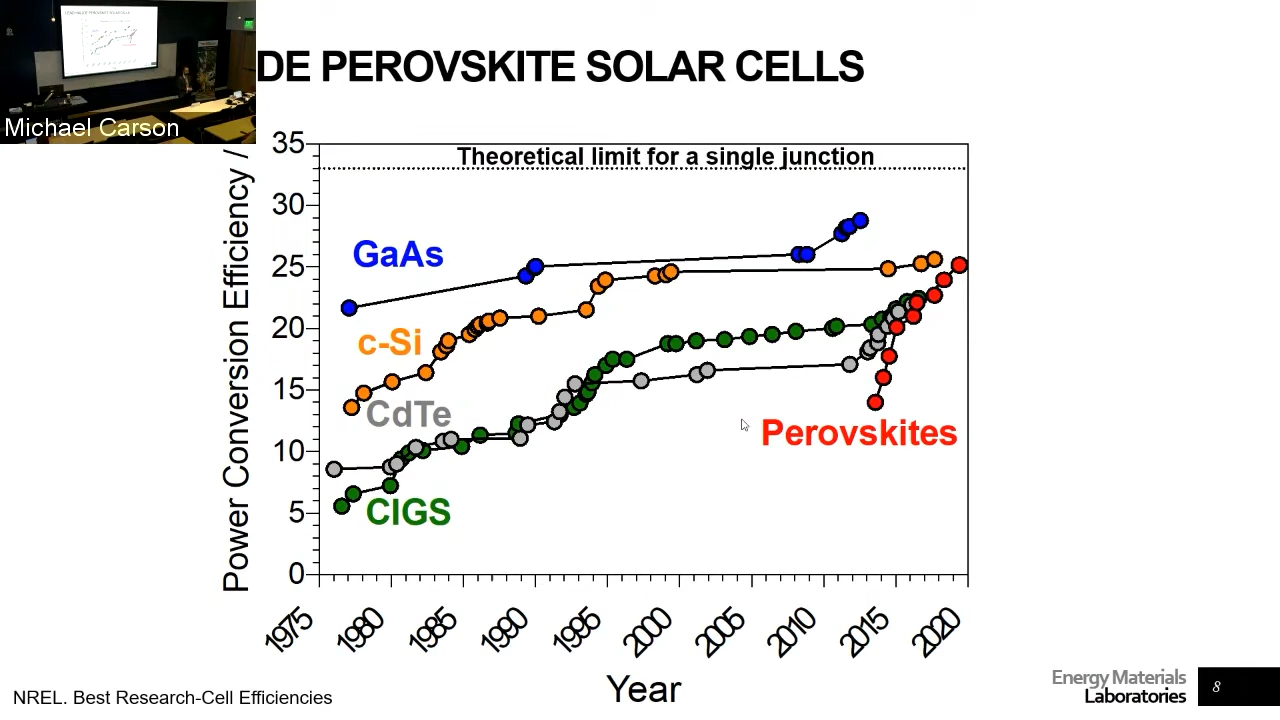 DE PEROVSKITE SOLAR CELLS
Michael Carson
Power Conversion Efficiency /
35
30
25
20
15
10
5
0
Theoretical limit for a single junction
GaAs
c-Si
CdTe
CIGS
Perovskites
1975
1980
1985
1990
1995
2000
2005
2010
2015
2020
Year
NREL. Best Research-Cell Efficiencies
Energy Materials
Laboratories
8